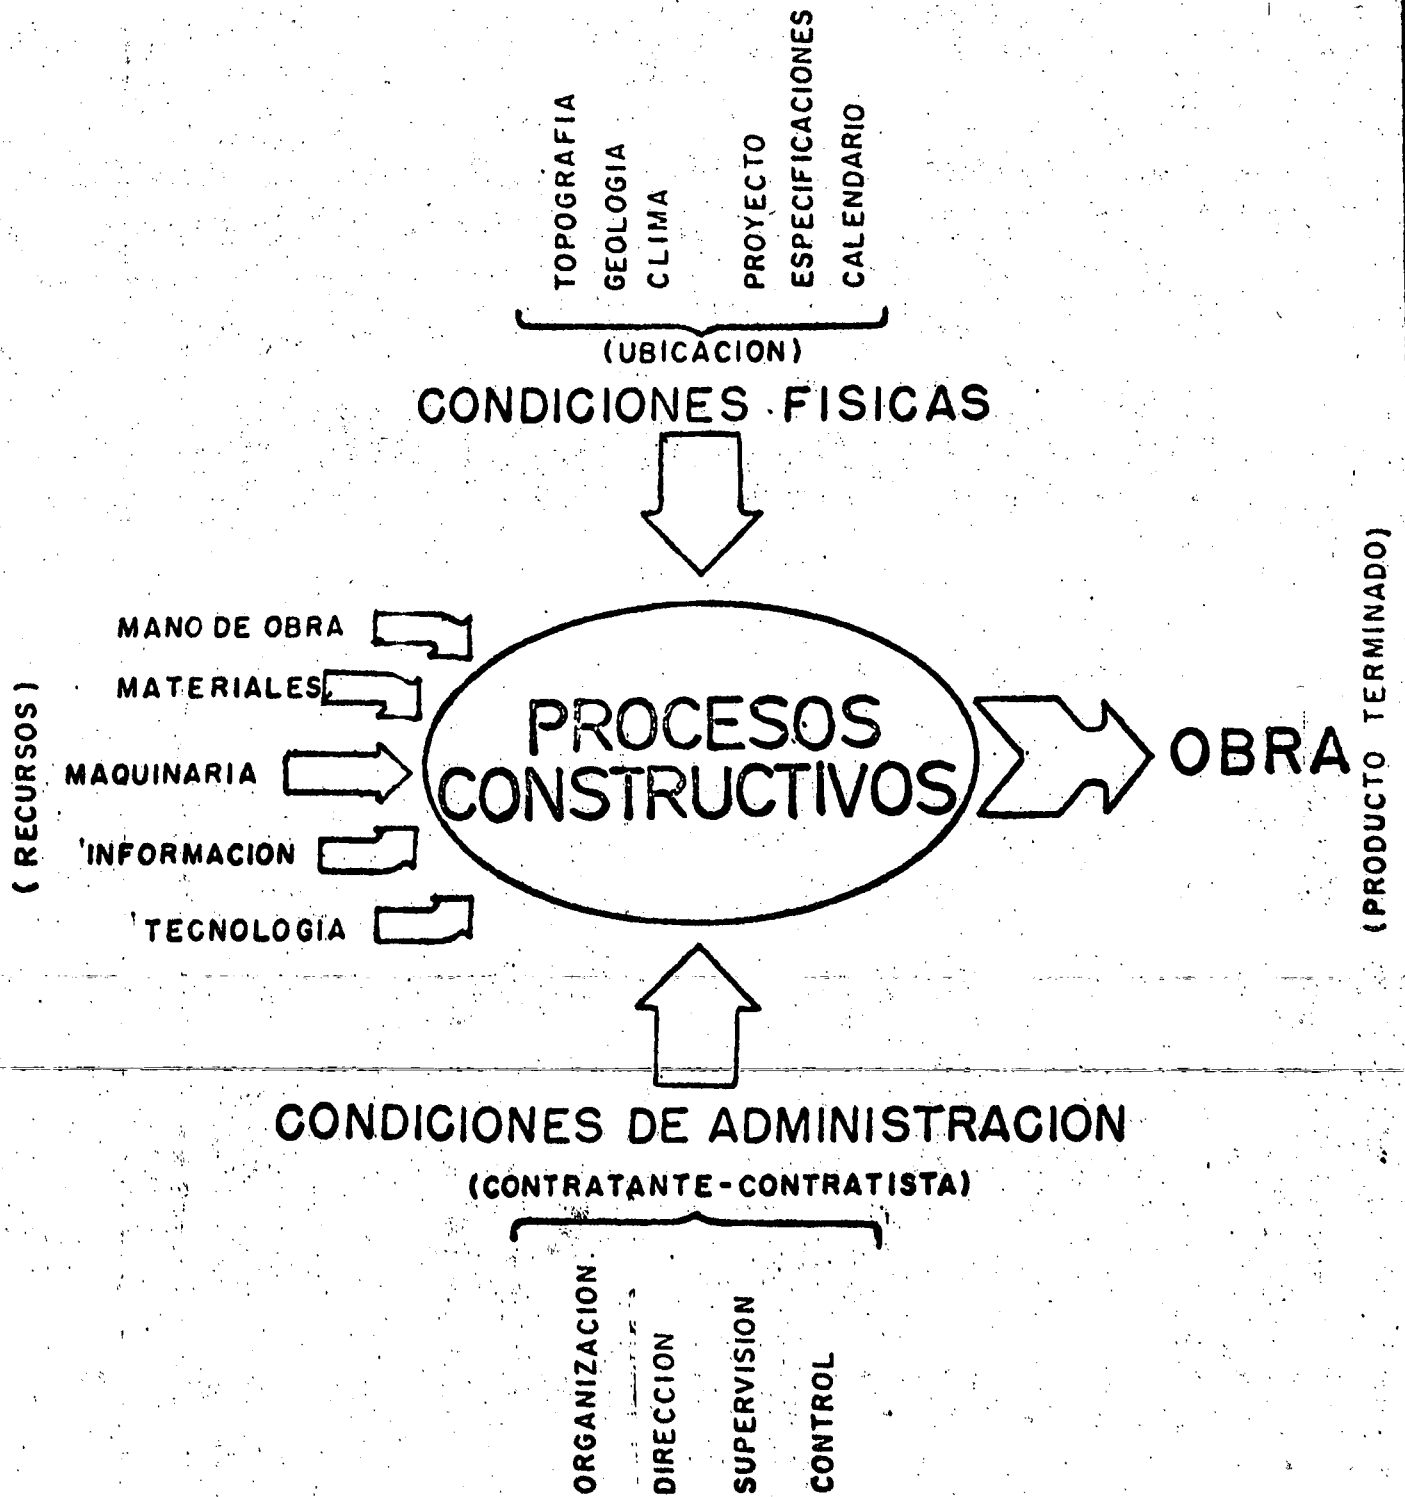 TOPOGRAFIA
GEOLOGIA
CLIMA
PROYECTO
ESPECIFICACIONES
CALENDARIO
(UBICACION)
CONDICIONES FISICAS
(RECURSOS)
MANO DE OBRA
MATERIALES
MAQUINARIA
INFORMACION
TECNOLOGIA
PROCESOS
CONSTRUCTIVOS
OBRA
(PRODUCTO TERMINADO)
CONDICIONES DE ADMINISTRACION
(CONTRATANTE-CONTRATISTA)
ORGANIZACION
DIRECCION
SUPERVISION
CONTROL